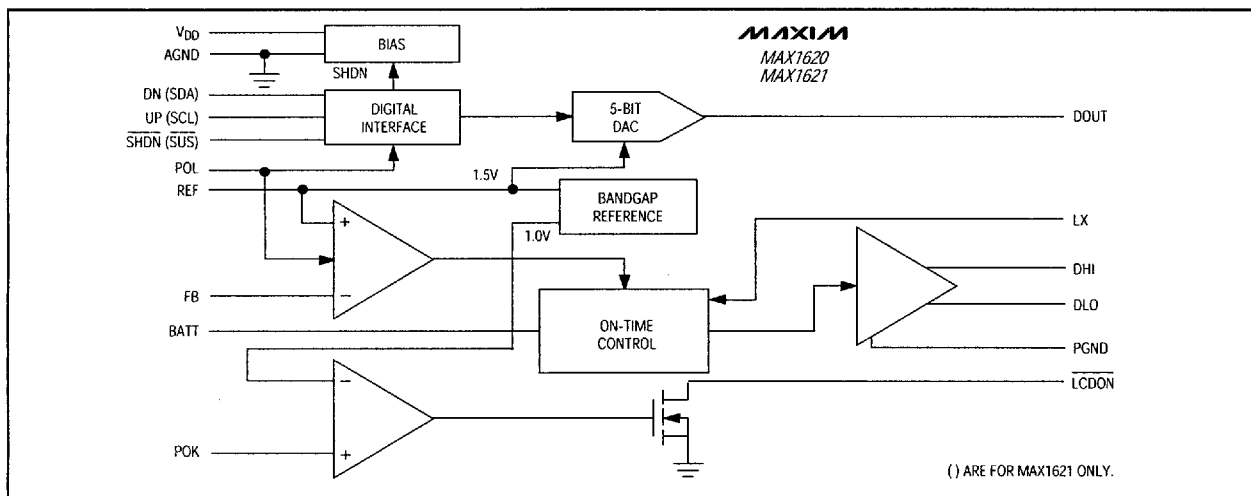 VDD
AGND
BIAS
MAXIM
MAX1620
MAX1621
SHDN
DN (SDA)
UP (SCL)
SHDN (SUS)
DIGITAL
INTERFACE
5-BIT
DAC
DOUT
POL
REF
1.5V
BANDGAP
REFERENCE
1.0V
+
−
FB
BATT
ON-TIME
CONTROL
LX
DHI
DLO
PGND
LCDON
−
+
POK
( ) ARE FOR MAX1621 ONLY.